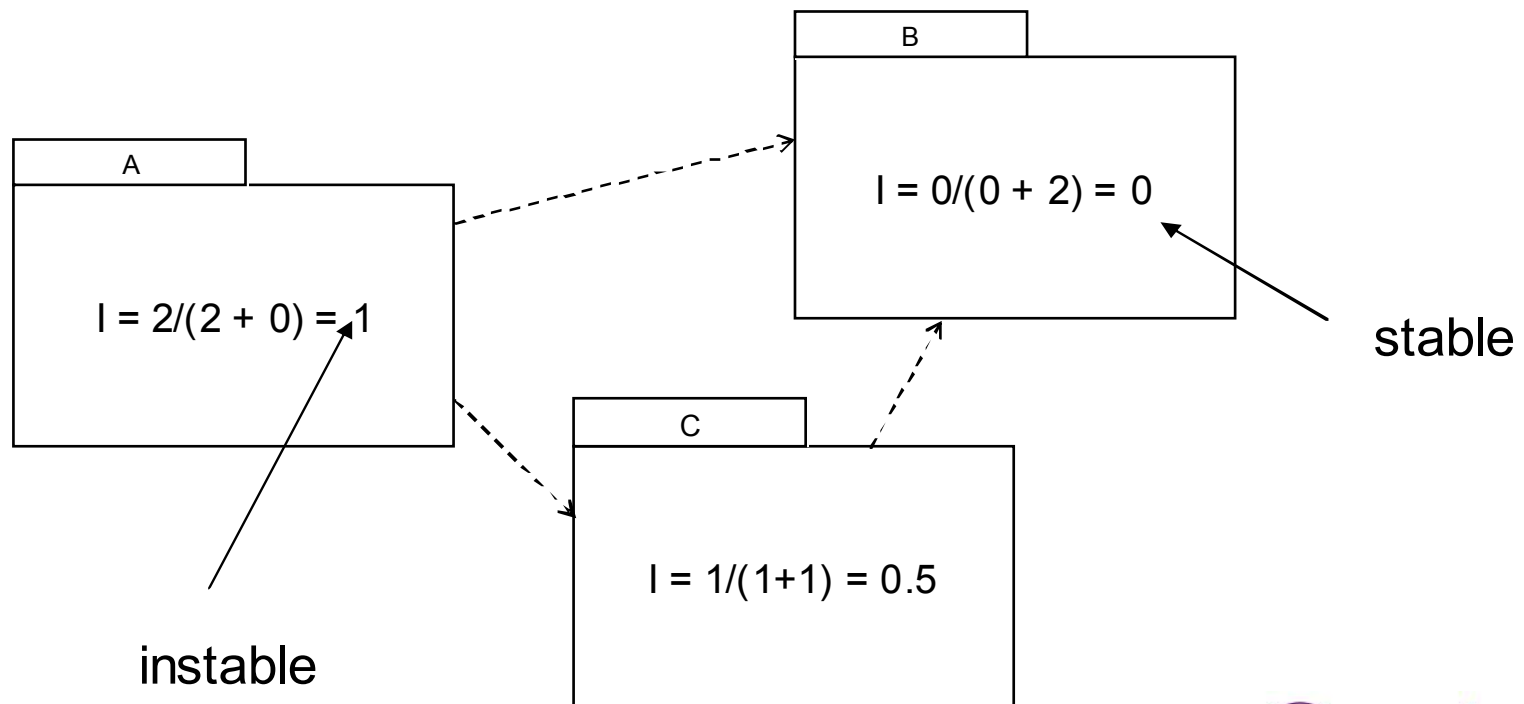 B
A
I = 0/(0 + 2) = 0
I = 2/(2 + 0) = 1
stable
C
I = 1/(1+1) = 0.5
instable